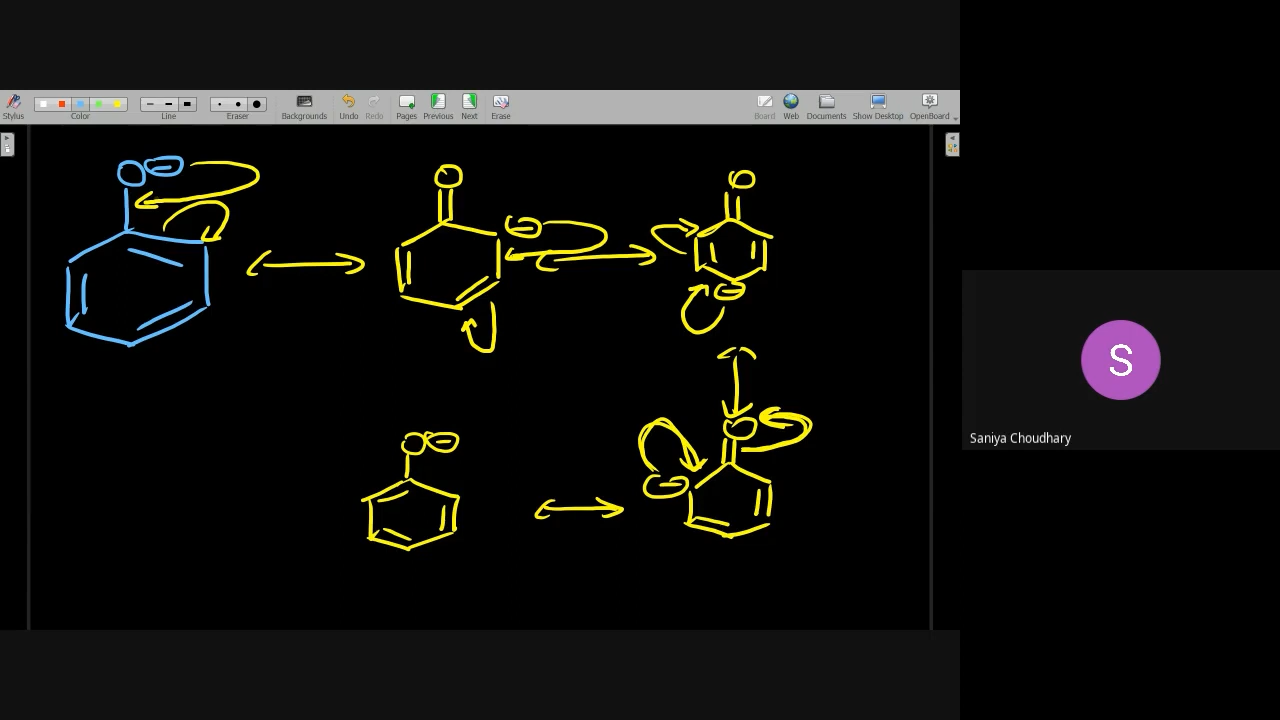 Stylus Color Line Eraser Backgrounds Undo Redo Pages Previous Next Erase Board Web Documents Show Desktop OpenBoard
O ⊖
O
⊖
O
⊖
O ⊖
O
⊖
S
Saniya Choudhary